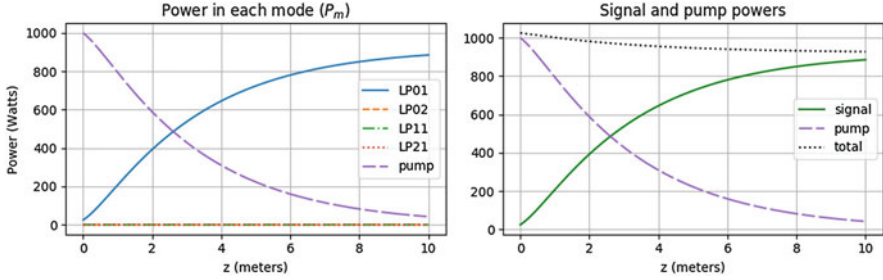 Power in each mode (Pm)
1000
800
600
400
200
0
Power (Watts)
LP01
LP02
LP11
LP21
pump
0 2 4 6 8 10
z (meters)
Signal and pump powers
1000
800
600
400
200
0
signal
pump
total
0 2 4 6 8 10
z (meters)